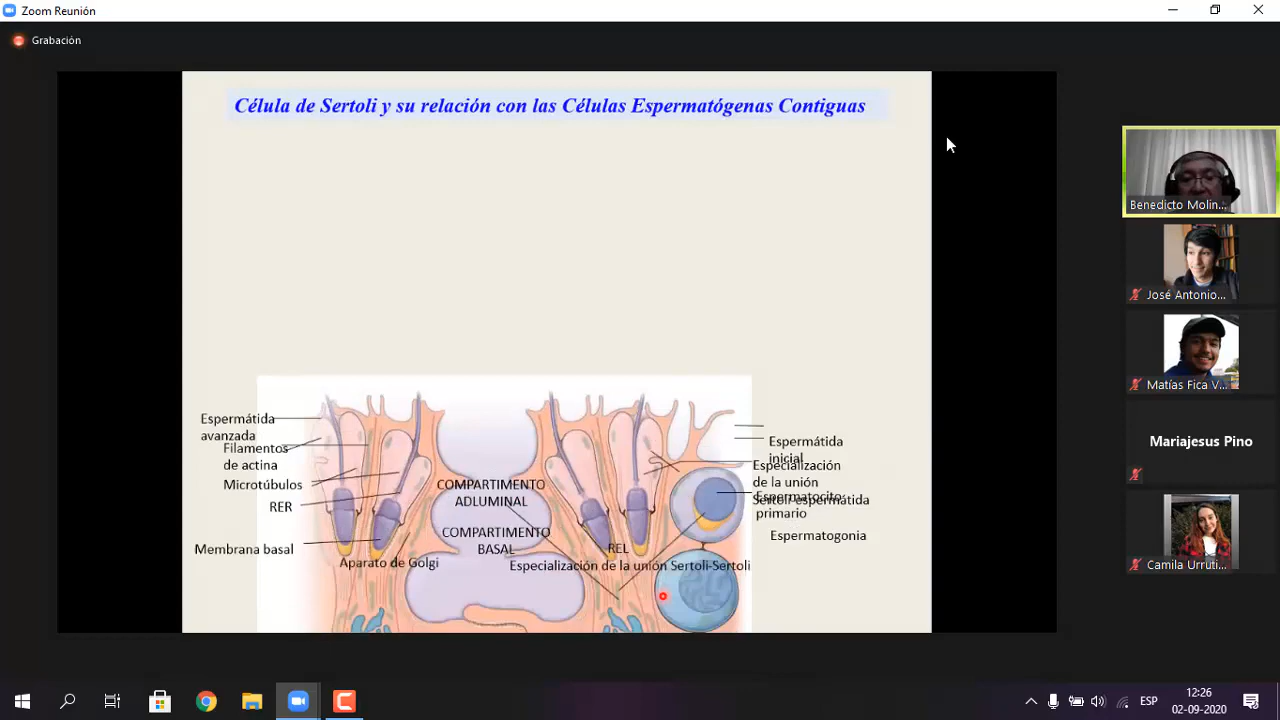 Zoom Reunión
Grabación
Célula de Sertoli y su relación con las Células Espermatógenas Contiguas
Espermátida
avanzada
Filamentos
de actina
Microtúbulos
RER
Membrana basal
Aparato de Golgi
COMPARTIMENTO
ADLUMINAL
COMPARTIMENTO
BASAL
REL
Especialización de la unión Sertoli-Sertoli
Espermátida
inicial
Especialización
de la unión
Sertoli-espermátida
Espermatocito
primario
Espermatogonia
Benedicto Molin...
José Antonio...
Matías Fica V...
Mariajesus Pino
Camila Urruti...
ESP
12:26
02-09-2020